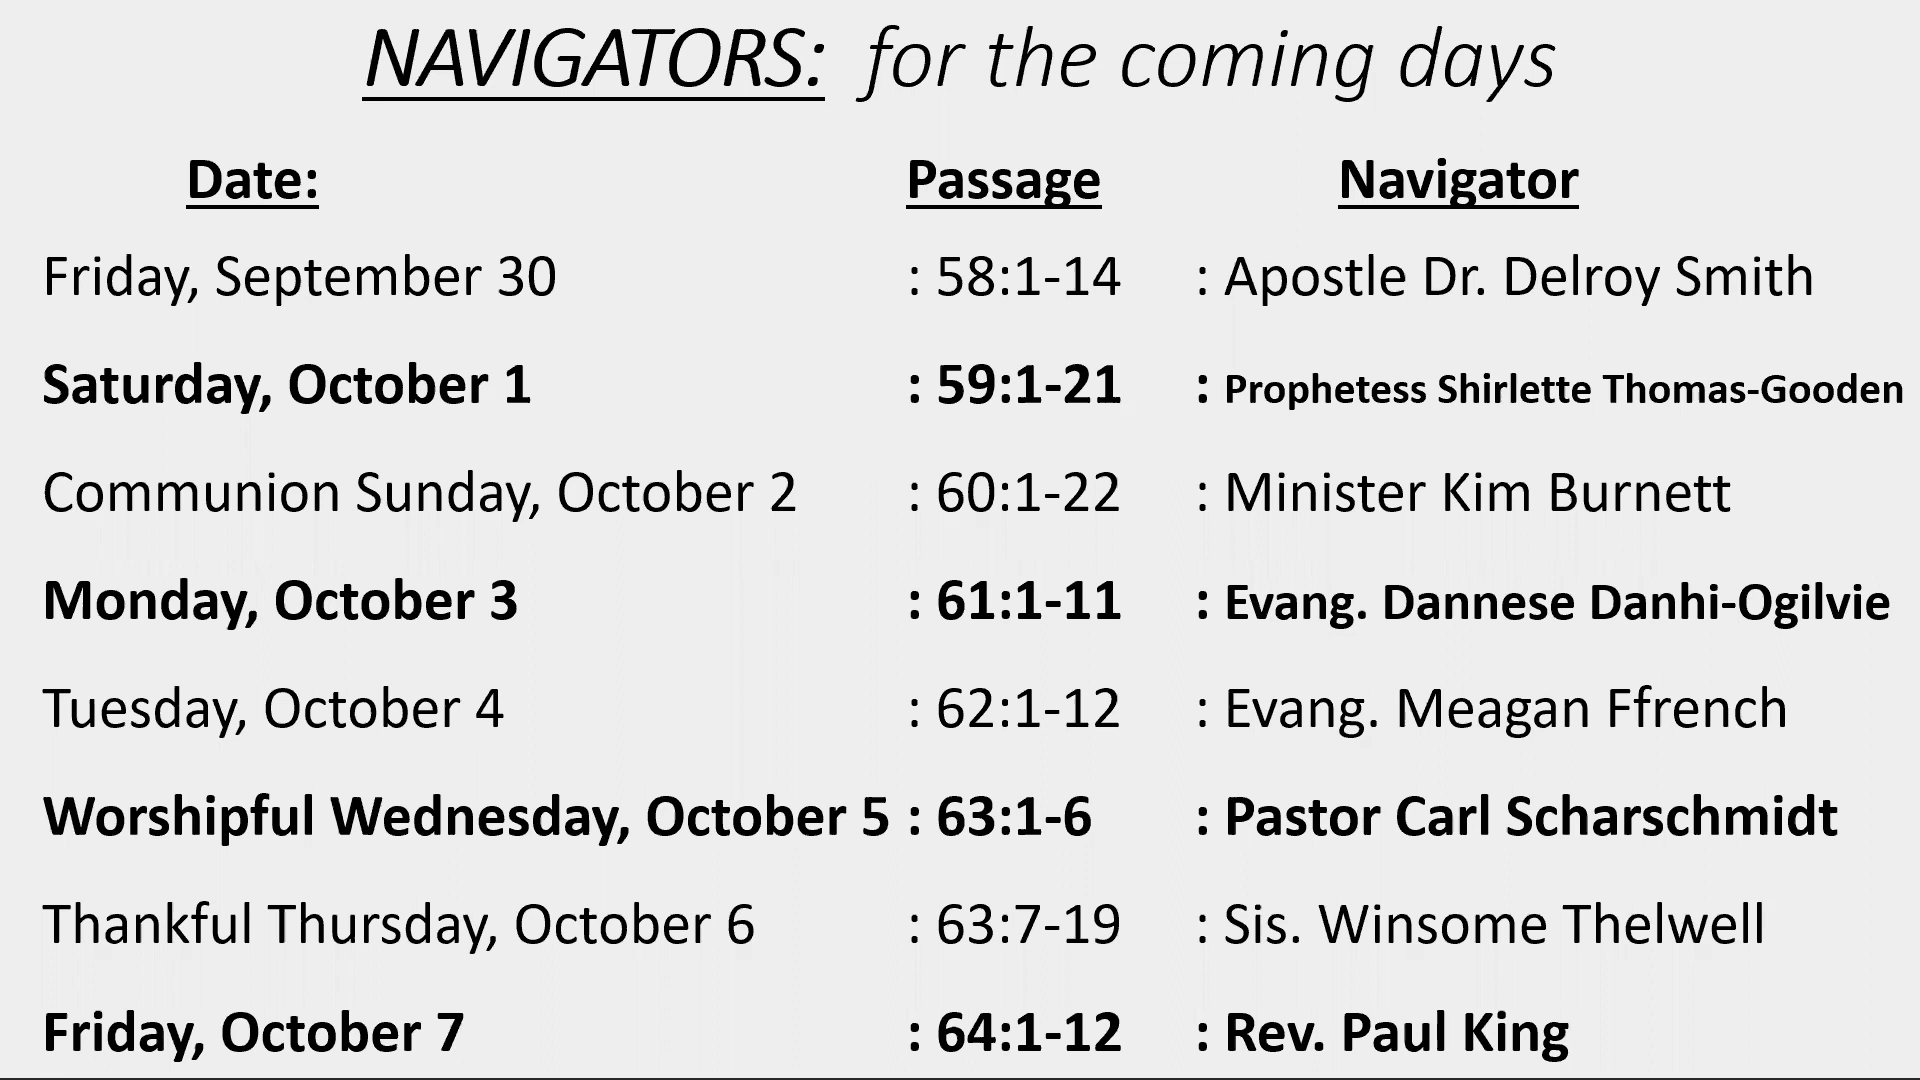 NAVIGATORS: for the coming days
Date: Passage Navigator
Friday, September 30 : 58:1-14 : Apostle Dr. Delroy Smith
Saturday, October 1 : 59:1-21 : Prophetess Shirlette Thomas-Gooden
Communion Sunday, October 2 : 60:1-22 : Minister Kim Burnett
Monday, October 3 : 61:1-11 : Evang. Dannese Danhi-Ogilvie
Tuesday, October 4 : 62:1-12 : Evang. Meagan Ffrench
Worshipful Wednesday, October 5 : 63:1-6 : Pastor Carl Scharschmidt
Thankful Thursday, October 6 : 63:7-19 : Sis. Winsome Thelwell
Friday, October 7 : 64:1-12 : Rev. Paul King